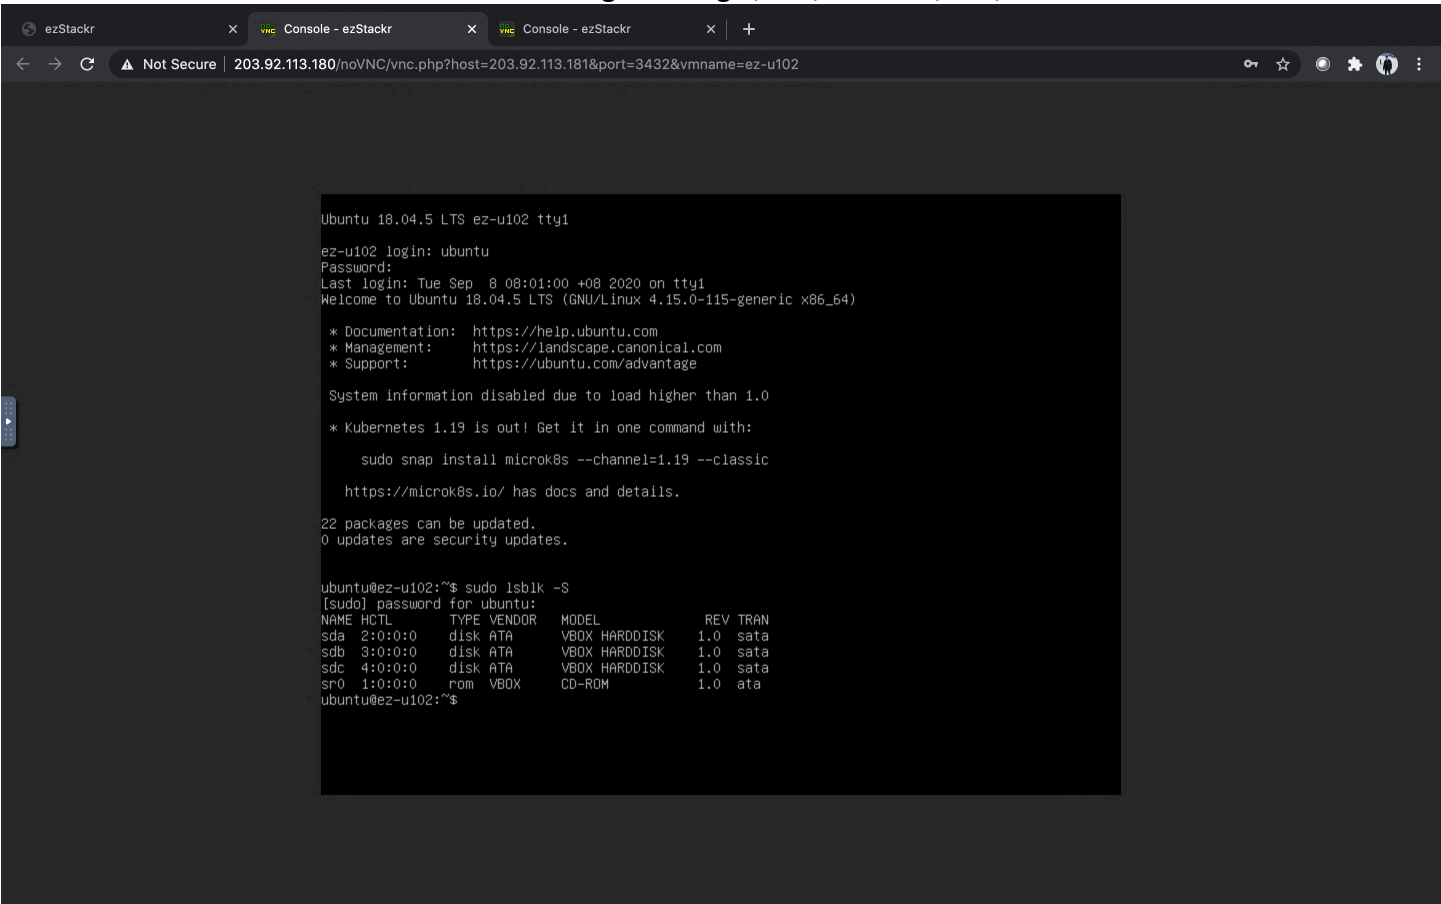 ezStackr
Console - ezStackr
Console - ezStackr
Not Secure | 203.92.113.180/noVNC/vnc.php?host=203.92.113.181&port=3432&vmname=ez-u102
Ubuntu 18.04.5 LTS ez-u102 tty1
ez-u102 login: ubuntu
Password:
Last login: Tue Sep  8 08:01:00 +08 2020 on tty1
Welcome to Ubuntu 18.04.5 LTS (GNU/Linux 4.15.0-115-generic x86_64)
* Documentation:  https://help.ubuntu.com
* Management:     https://landscape.canonical.com
* Support:        https://ubuntu.com/advantage
System information disabled due to load higher than 1.0
* Kubernetes 1.19 is out! Get it in one command with:
sudo snap install microk8s --channel=1.19 --classic
https://microk8s.io/ has docs and details.
22 packages can be updated.
0 updates are security updates.
ubuntu@ez-u102:~$ sudo lsblk -S
[sudo] password for ubuntu:
NAME HCTL       TYPE VENDOR   MODEL             REV TRAN
sda  2:0:0:0    disk ATA      VBOX HARDDISK    1.0  sata
sdb  3:0:0:0    disk ATA      VBOX HARDDISK    1.0  sata
sdc  4:0:0:0    disk ATA      VBOX HARDDISK    1.0  sata
sr0  1:0:0:0    rom  VBOX     CD-ROM           1.0  ata
ubuntu@ez-u102:~$